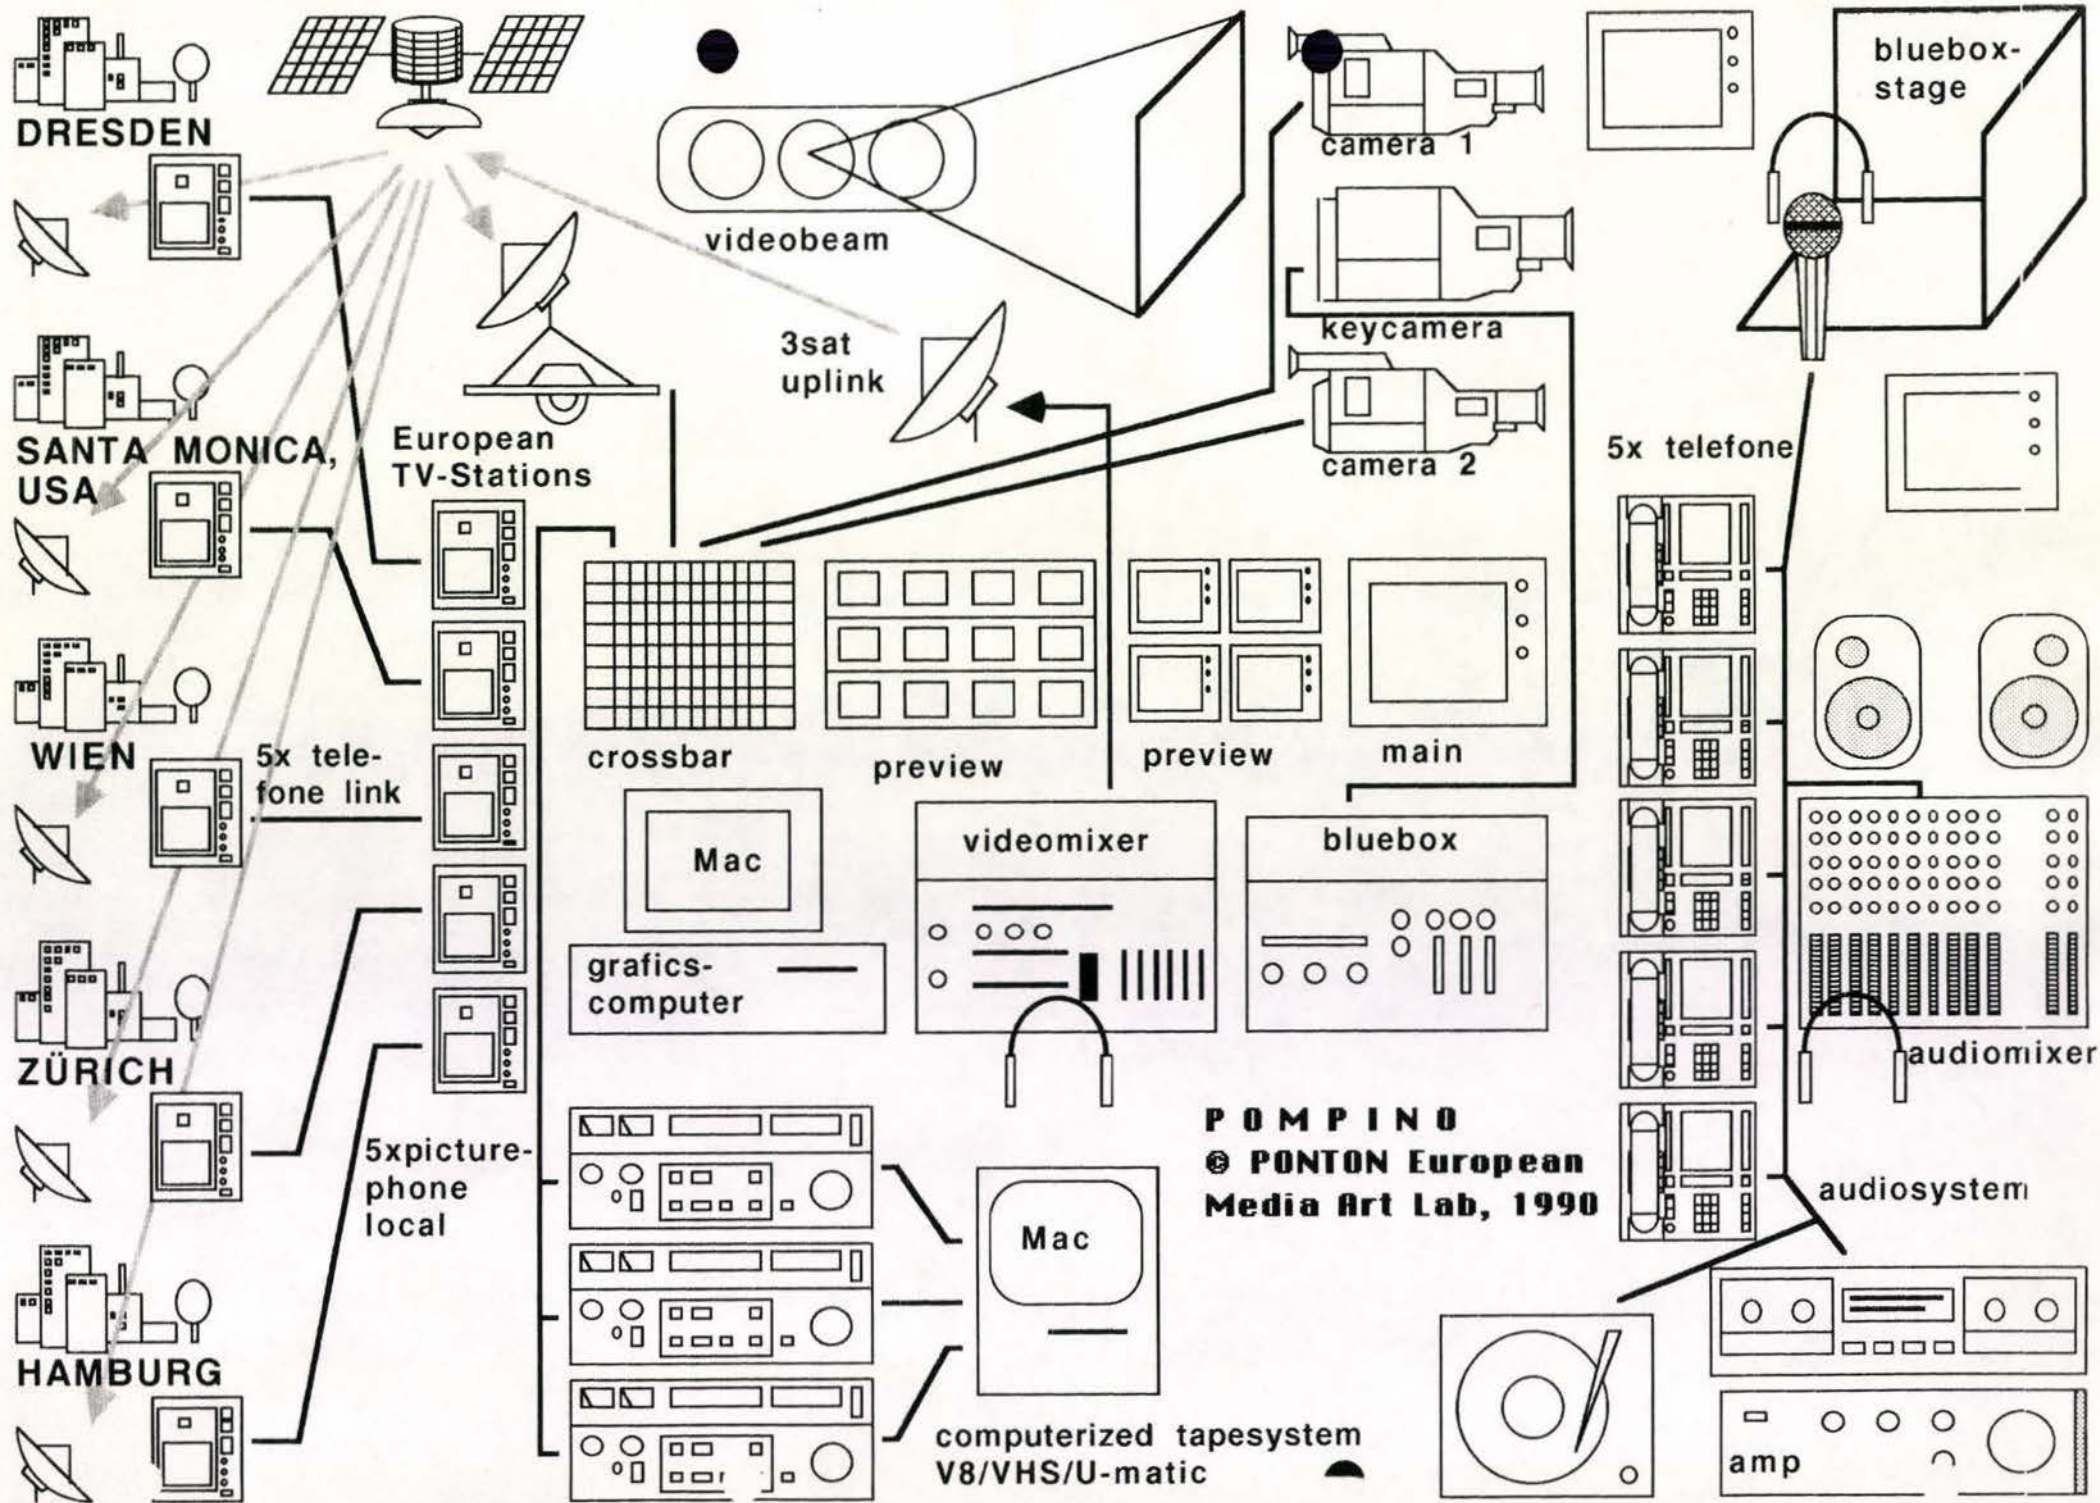 DRESDEN
SANTA MONICA,
USA
WIEN
ZÜRICH
HAMBURG
5x tele-
fone link
European
TV-Stations
5xpicture-
phone
local
videobeam
3sat
uplink
camera 1
keycamera
camera 2
bluebox-
stage
5x telefone
crossbar
preview
preview
main
Mac
grafics-
computer
videomixer
bluebox
audiomixer
POMPINO
© PONTON European
Media Art Lab, 1990
audiosystem
Mac
computerized tapesystem
V8/VHS/U-matic
amp